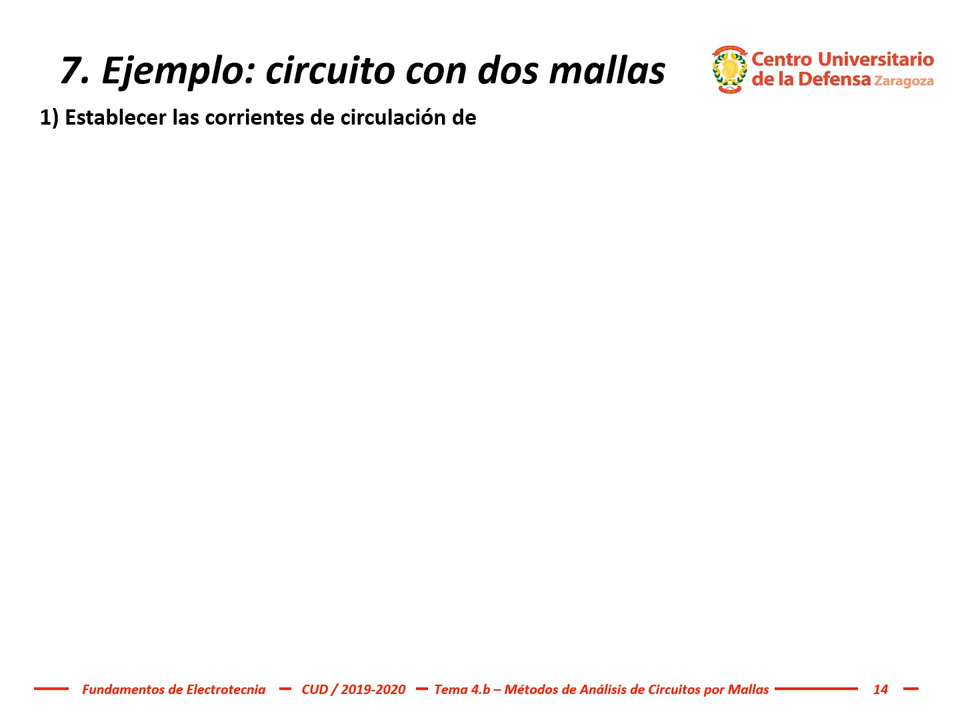 7. Ejemplo: circuito con dos mallas
Centro Universitario
de la Defensa Zaragoza
1) Establecer las corrientes de circulación de
Fundamentos de Electrotecnia CUD / 2019-2020 Tema 4.b – Métodos de Análisis de Circuitos por Mallas 14